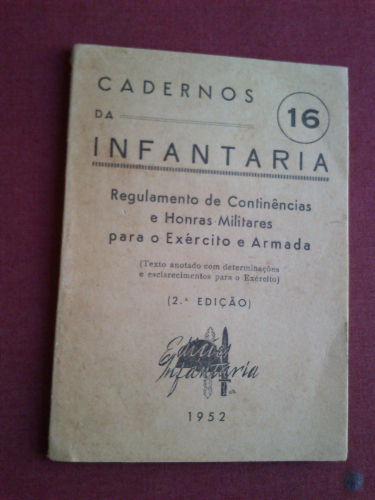 CADERNOS
DA
16
INFANTARIA
Regulamento de Continências
e Honras Militares
para o Exército e Armada
(Texto anotado com determinações
e esclarecimentos para o Exército)
(2.ª EDIÇÃO)
Edições
Infantaria
1952